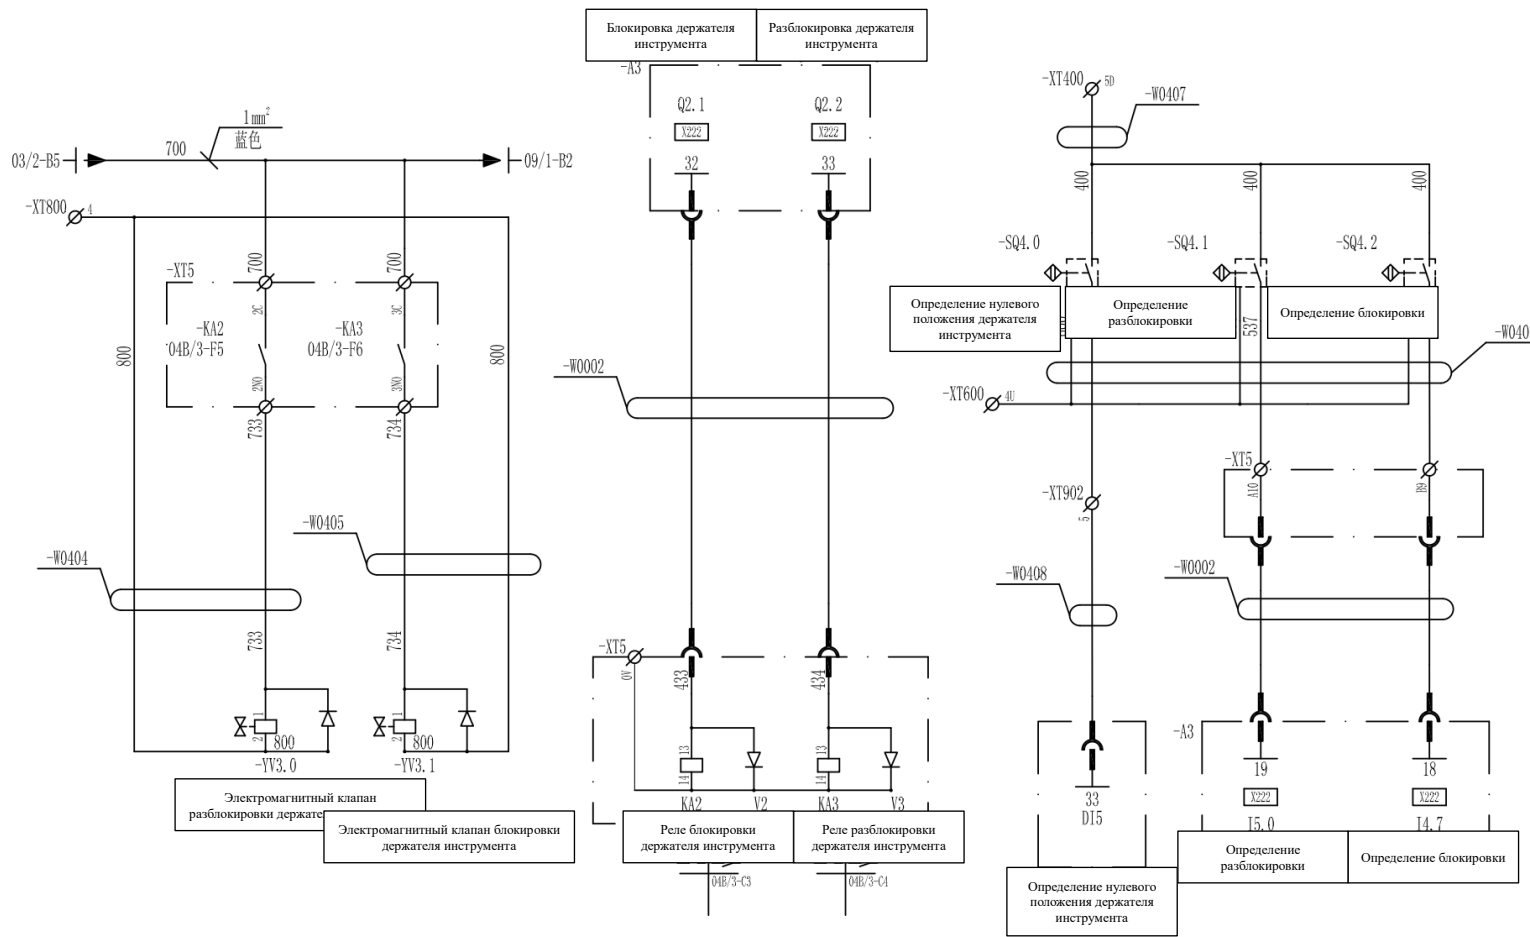 Блокировка держателя
инструмента
Разблокировка держателя
инструмента
-A3
Q2.1
Q2.2
X222
X222
32
33
1mm²
蓝色
700
03/2-B5
09/1-B2
-XT800
4
700
700
-XT5
2C
3C
-KA2
04B/3-F5
-KA3
04B/3-F6
800
800
2NO
3NO
733
734
-W0405
-W0404
733
734
1
2
1
2
800
800
-YV3.0
-YV3.1
Электромагнитный клапан
разблокировки держате
Электромагнитный клапан блокировки
держателя инструмента
-W0002
-XT5
0V
433
434
13
14
13
14
KA2
V2
KA3
V3
Реле блокировки
держателя инструмента
Реле разблокировки
держателя инструмента
04B/3-C3
04B/3-C4
-XT400
5D
-W0407
400
400
400
-SQ4.0
-SQ4.1
-SQ4.2
Определение нулевого
положения держателя
инструмента
Определение
разблокировки
Определение блокировки
537
-W040
-XT600
4U
-XT5
A10
B9
-XT902
5
-W0408
-W0002
-A3
33
DI5
19
18
X222
X222
I5.0
I4.7
Определение нулевого
положения держателя
инструмента
Определение
разблокировки
Определение блокировки